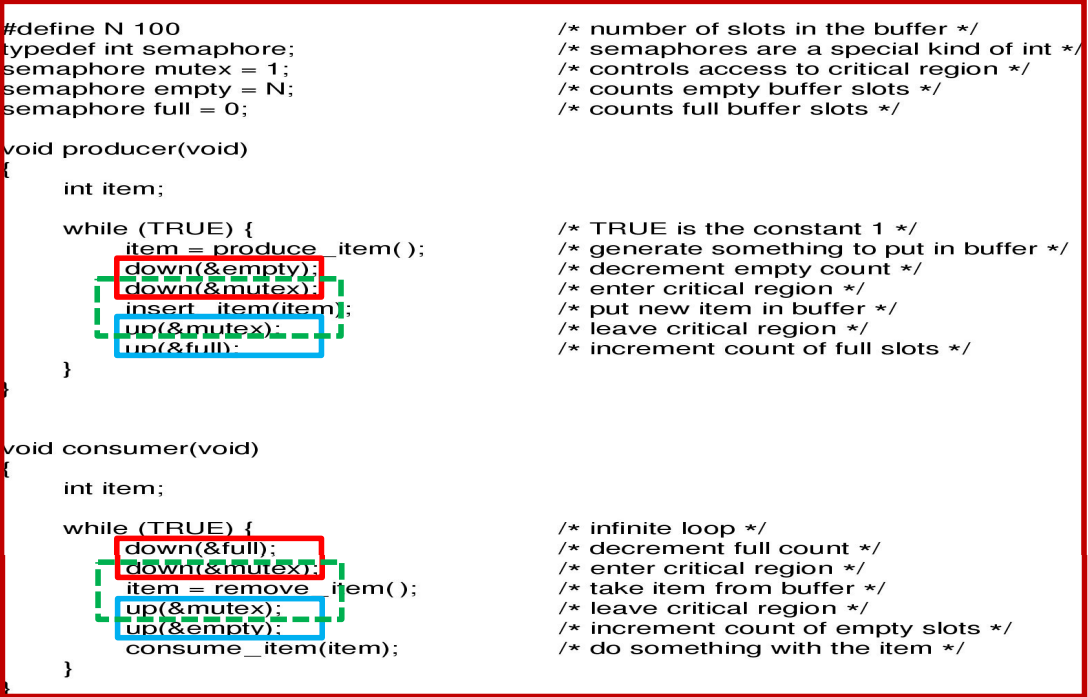 #define N 100 /* number of slots in the buffer */
typedef int semaphore; /* semaphores are a special kind of int */
semaphore mutex = 1; /* controls access to critical region */
semaphore empty = N; /* counts empty buffer slots */
semaphore full = 0; /* counts full buffer slots */
void producer(void)
{
int item;
while (TRUE) { /* TRUE is the constant 1 */
item = produce_item( ); /* generate something to put in buffer */
down(&empty); /* decrement empty count */
down(&mutex); /* enter critical region */
insert_item(item); /* put new item in buffer */
up(&mutex); /* leave critical region */
up(&full); /* increment count of full slots */
}
}
void consumer(void)
{
int item;
while (TRUE) { /* infinite loop */
down(&full); /* decrement full count */
down(&mutex); /* enter critical region */
item = remove_item( ); /* take item from buffer */
up(&mutex); /* leave critical region */
up(&empty); /* increment count of empty slots */
consume_item(item); /* do something with the item */
}
}